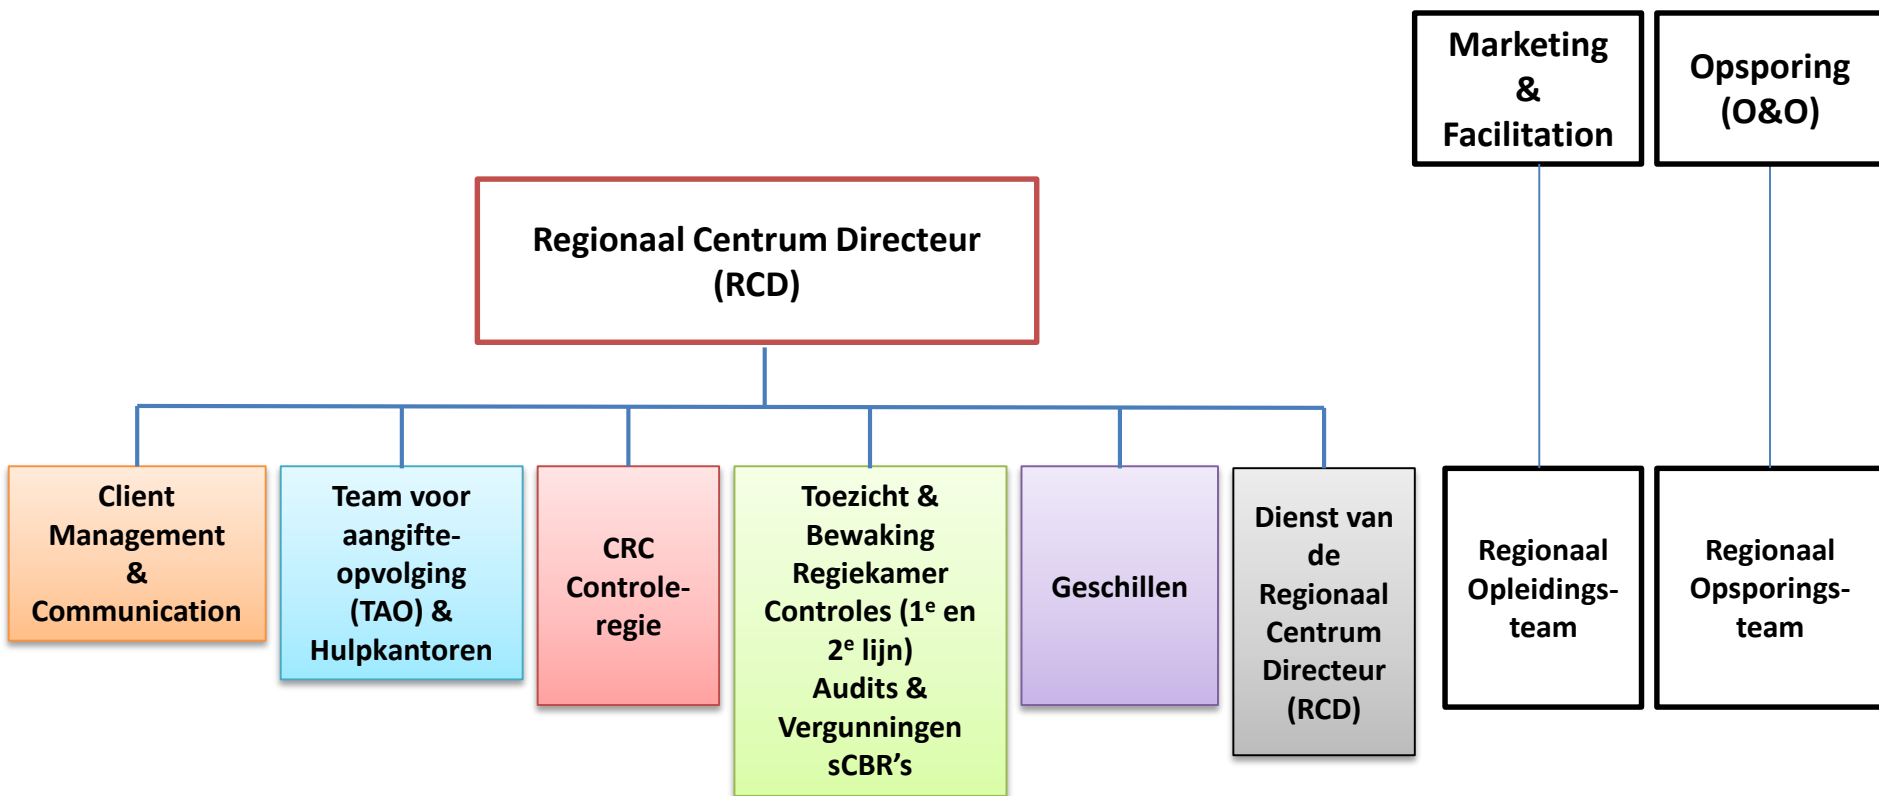 Marketing
&
Facilitation
Opsporing
(O&O)
Regionaal Centrum Directeur
(RCD)
Client
Management
&
Communication
Team voor
aangifte-
opvolging
(TAO) &
Hulpkantoren
CRC
Controle-
regie
Toezicht &
Bewaking
Regiekamer
Controles (1e en
2e lijn)
Audits &
Vergunningen
sCBR’s
Geschillen
Dienst van
de
Regionaal
Centrum
Directeur
(RCD)
Regionaal
Opleidings-
team
Regionaal
Opsporings-
team